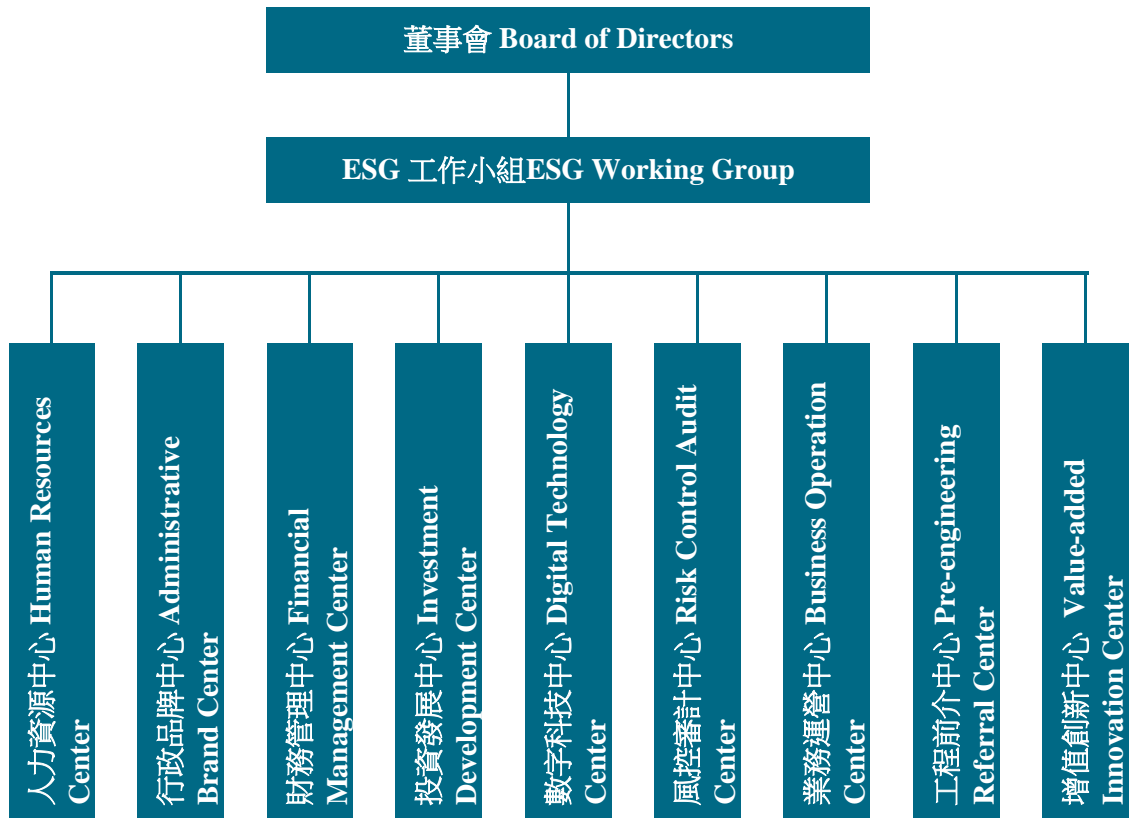 董事會 Board of Directors
ESG 工作小組ESG Working Group
人力資源中心 Human Resources
Center
行政品牌中心 Administrative
Brand Center
財務管理中心 Financial
Management Center
投資發展中心 Investment
Development Center
數字科技中心 Digital Technology
Center
風控審計中心 Risk Control Audit
Center
業務運營中心 Business Operation
Center
工程前介中心 Pre-engineering
Referral Center
增值創新中心 Value-added
Innovation Center